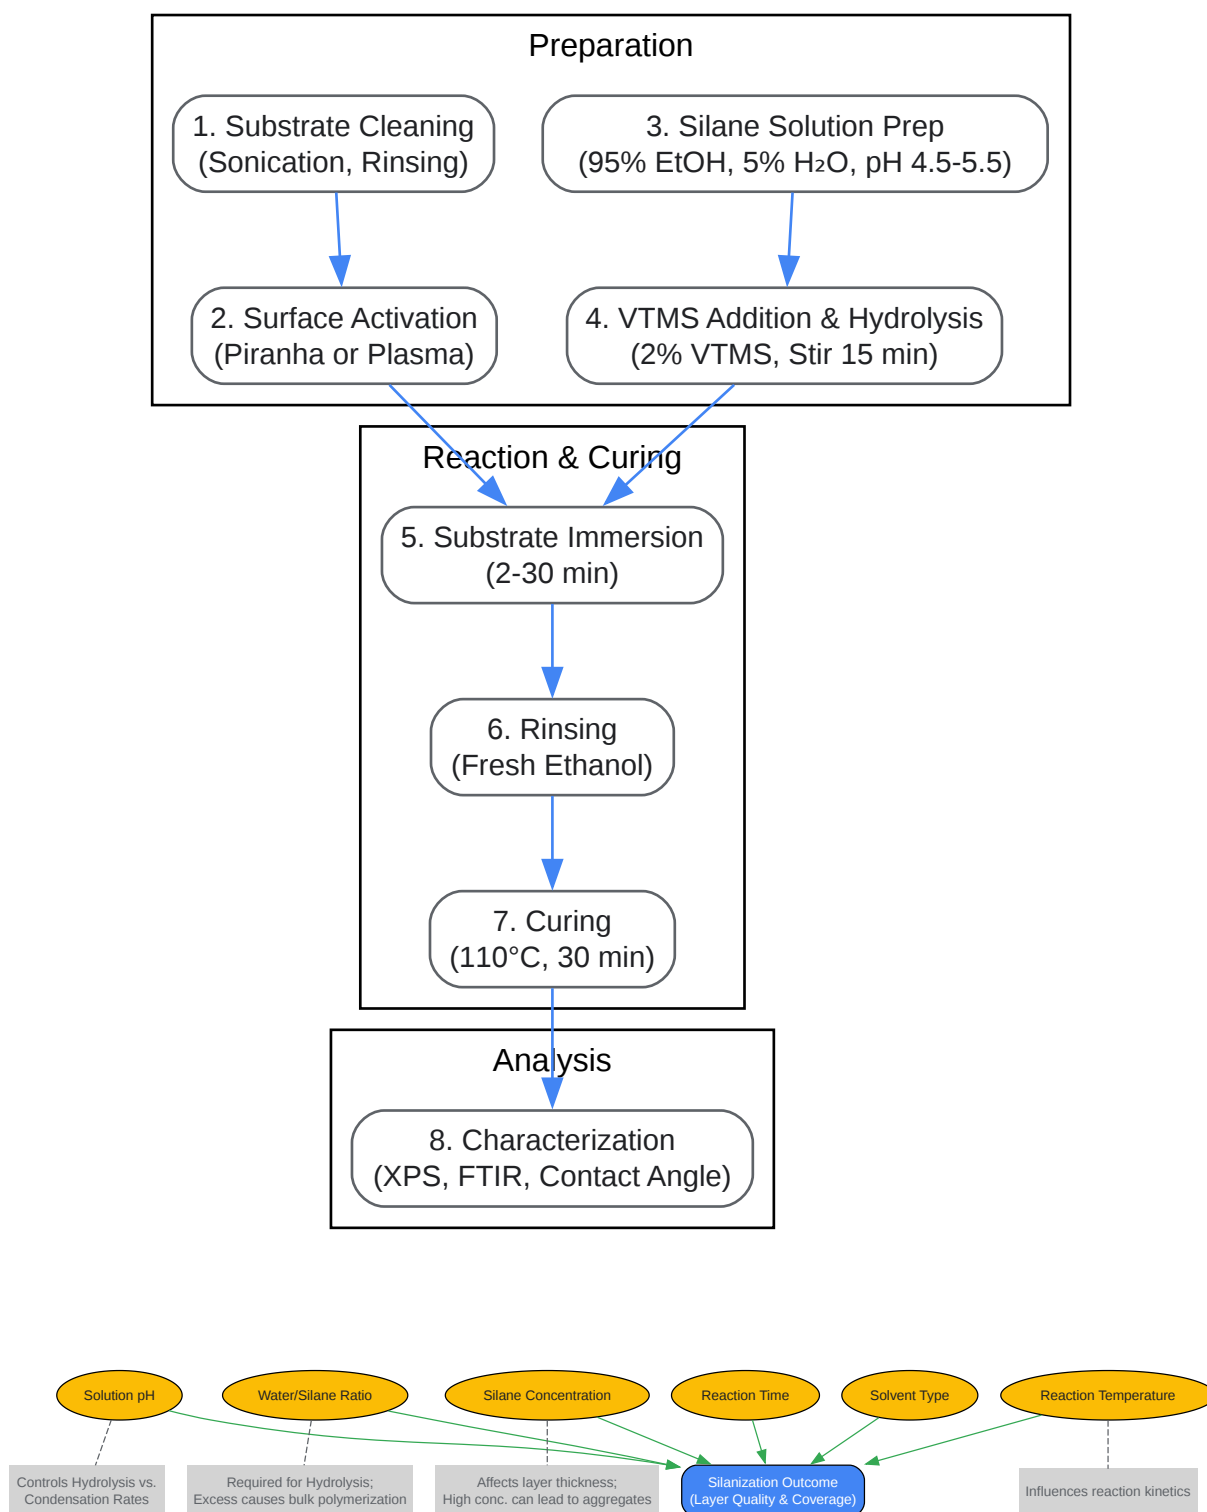 Preparation
1. Substrate Cleaning
(Sonication, Rinsing)
3. Silane Solution Prep
(95% EtOH, 5% H₂O, pH 4.5-5.5)
2. Surface Activation
(Piranha or Plasma)
4. VTMS Addition & Hydrolysis
(2% VTMS, Stir 15 min)
Reaction & Curing
5. Substrate Immersion
(2-30 min)
6. Rinsing
(Fresh Ethanol)
7. Curing
(110°C, 30 min)
Analysis
8. Characterization
(XPS, FTIR, Contact Angle)
Solution pH
Water/Silane Ratio
Silane Concentration
Reaction Time
Solvent Type
Reaction Temperature
Controls Hydrolysis vs.
Condensation Rates
Required for Hydrolysis;
Excess causes bulk polymerization
Affects layer thickness;
High conc. can lead to aggregates
Silanization Outcome
(Layer Quality & Coverage)
Influences reaction kinetics